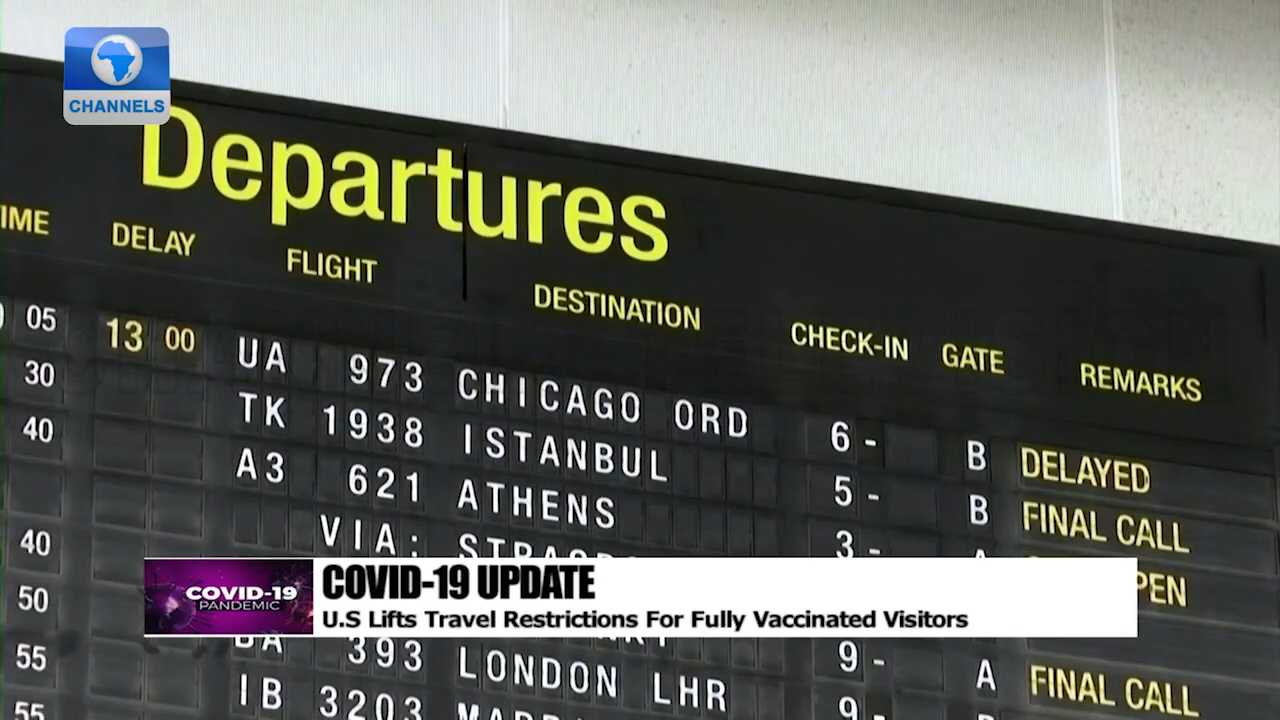 CHANNELS
Departures
TIME DELAY FLIGHT DESTINATION CHECK-IN GATE REMARKS
05 13 00 UA 973 CHICAGO ORD 6- B DELAYED
30 TK 1938 ISTANBUL 5- B FINAL CALL
40 A3 621 ATHENS 3-
VIA:
40
50
55 BA 393 LONDON LHR 9- A FINAL CALL
55 IB 3203 9-
COVID-19
PANDEMIC
COVID-19 UPDATE
U.S Lifts Travel Restrictions For Fully Vaccinated Visitors